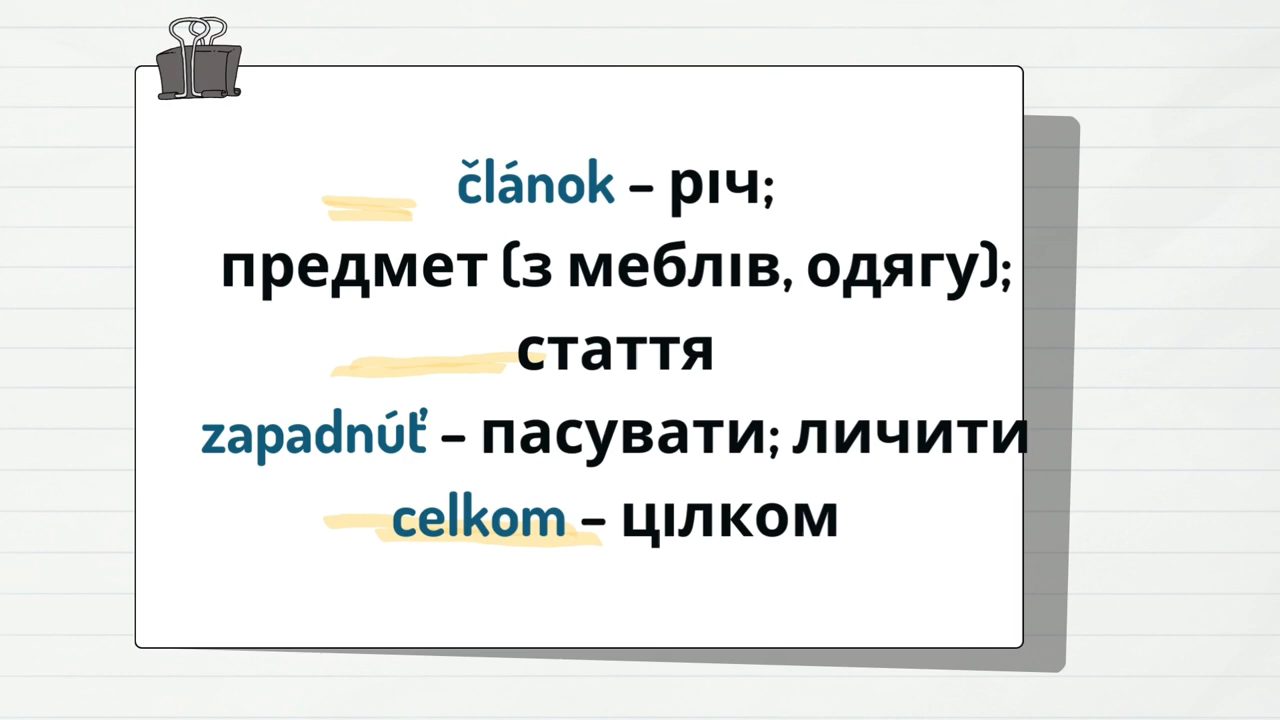 článok – річ;
предмет (з меблів, одягу);
стаття
zapadnúť – пасувати; личити
celkom – цілком